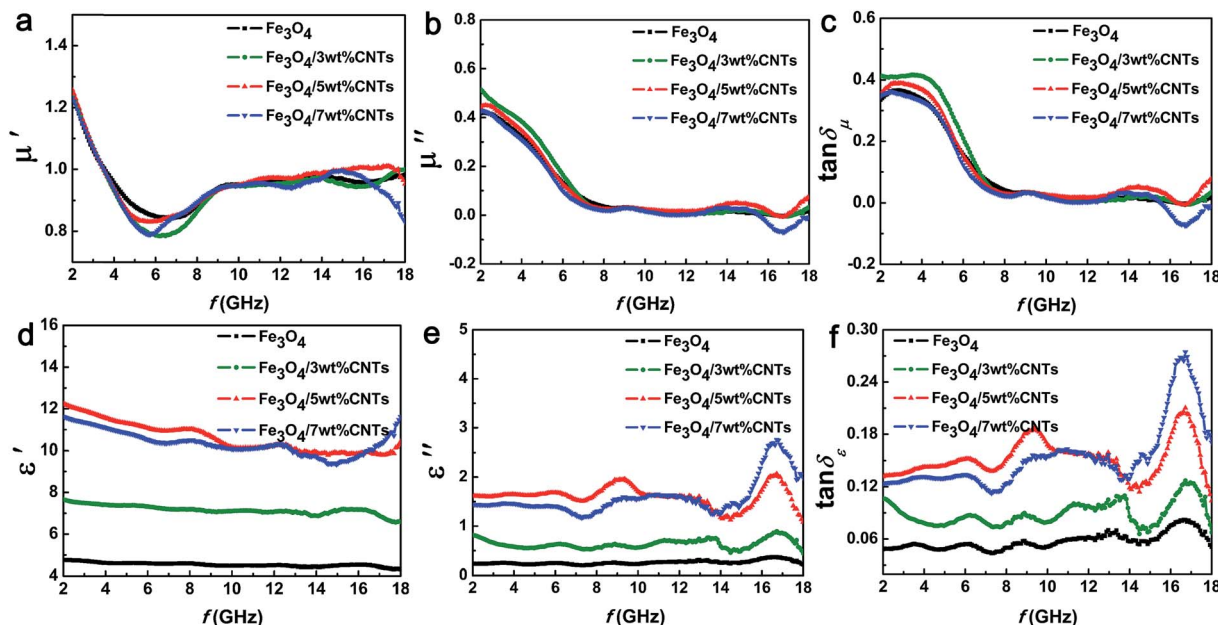 a
μ′
1.4
1.2
1.0
0.8
2 4 6 8 10 12 14 16 18
f (GHz)
Fe3O4
Fe3O4/3wt%CNTs
Fe3O4/5wt%CNTs
Fe3O4/7wt%CNTs
b
μ″
0.8
0.6
0.4
0.2
0.0
-0.2
2 4 6 8 10 12 14 16 18
f (GHz)
Fe3O4
Fe3O4/3wt%CNTs
Fe3O4/5wt%CNTs
Fe3O4/7wt%CNTs
c
tanδμ
0.6
0.4
0.2
0.0
-0.2
2 4 6 8 10 12 14 16 18
f (GHz)
Fe3O4
Fe3O4/3wt%CNTs
Fe3O4/5wt%CNTs
Fe3O4/7wt%CNTs
d
ε′
16
14
12
10
8
6
4
2 4 6 8 10 12 14 16 18
f (GHz)
Fe3O4
Fe3O4/3wt%CNTs
Fe3O4/5wt%CNTs
Fe3O4/7wt%CNTs
e
ε″
5
4
3
2
1
0
2 4 6 8 10 12 14 16 18
f (GHz)
Fe3O4
Fe3O4/3wt%CNTs
Fe3O4/5wt%CNTs
Fe3O4/7wt%CNTs
f
tanδε
0.30
0.24
0.18
0.12
0.06
2 4 6 8 10 12 14 16 18
f (GHz)
Fe3O4
Fe3O4/3wt%CNTs
Fe3O4/5wt%CNTs
Fe3O4/7wt%CNTs